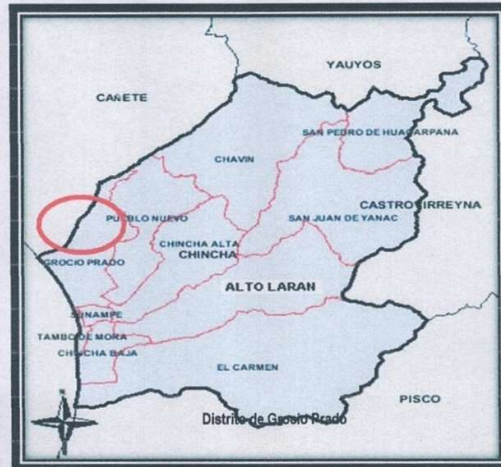 YAUYOS
CAÑETE
SAN PEDRO DE HUACARPANA
CHAVIN
CASTROVIRREYNA
PUEBLO NUEVO
SAN JUAN DE YANAC
CHINCHA ALTA
CHINCHA
GROCIO PRADO
ALTO LARAN
SUNAMPE
TAMBO DE MORA
CHINCHA BAJA
EL CARMEN
PISCO
Distrito de Grocio Prado